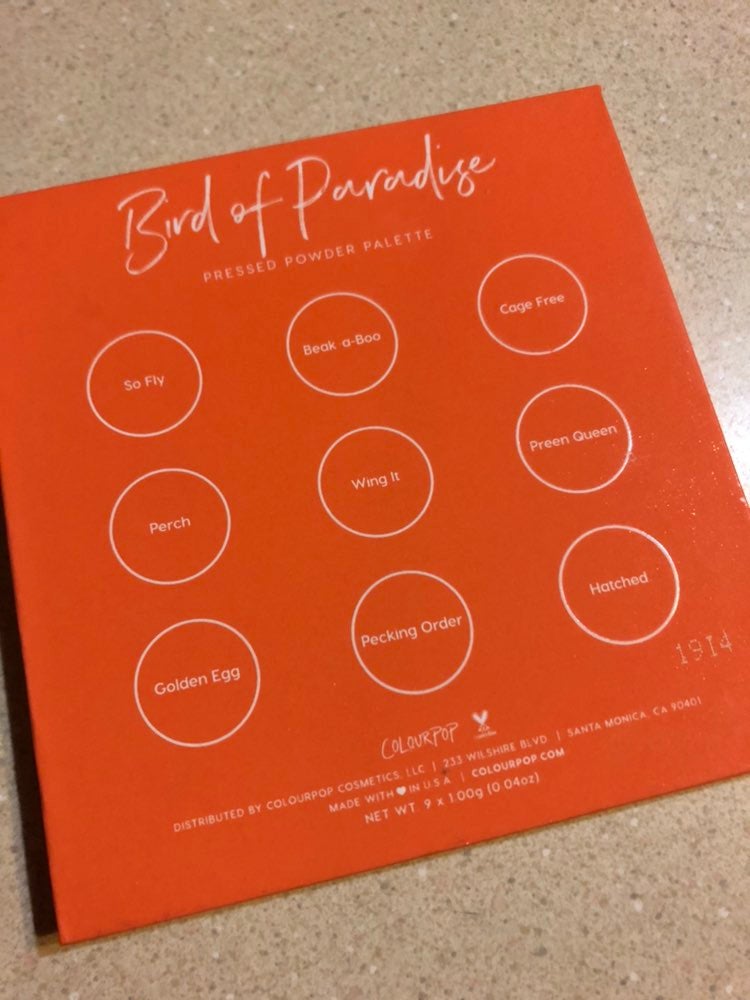 Bird of Paradise
PRESSED POWDER PALETTE
So Fly Beak-a-Boo Cage Free
Perch Wing It Preen Queen
Golden Egg Pecking Order Hatched
1914
COLOURPOP
DISTRIBUTED BY COLOURPOP COSMETICS, LLC | 233 WILSHIRE BLVD | SANTA MONICA, CA 90401
MADE WITH ♥ IN U.S.A | COLOURPOP.COM
NET WT. 9 x 1.00g (0.04oz)